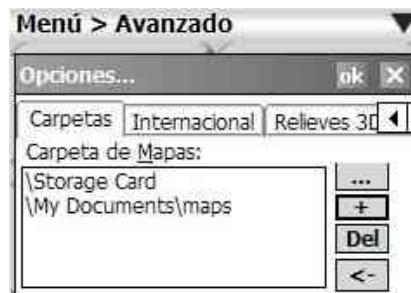 Menú > Avanzado
Opciones... ok
Carpetas Internacional Relieves 3D
Carpeta de Mapas:
\Storage Card
\My Documents\maps
...
+
Del
<-